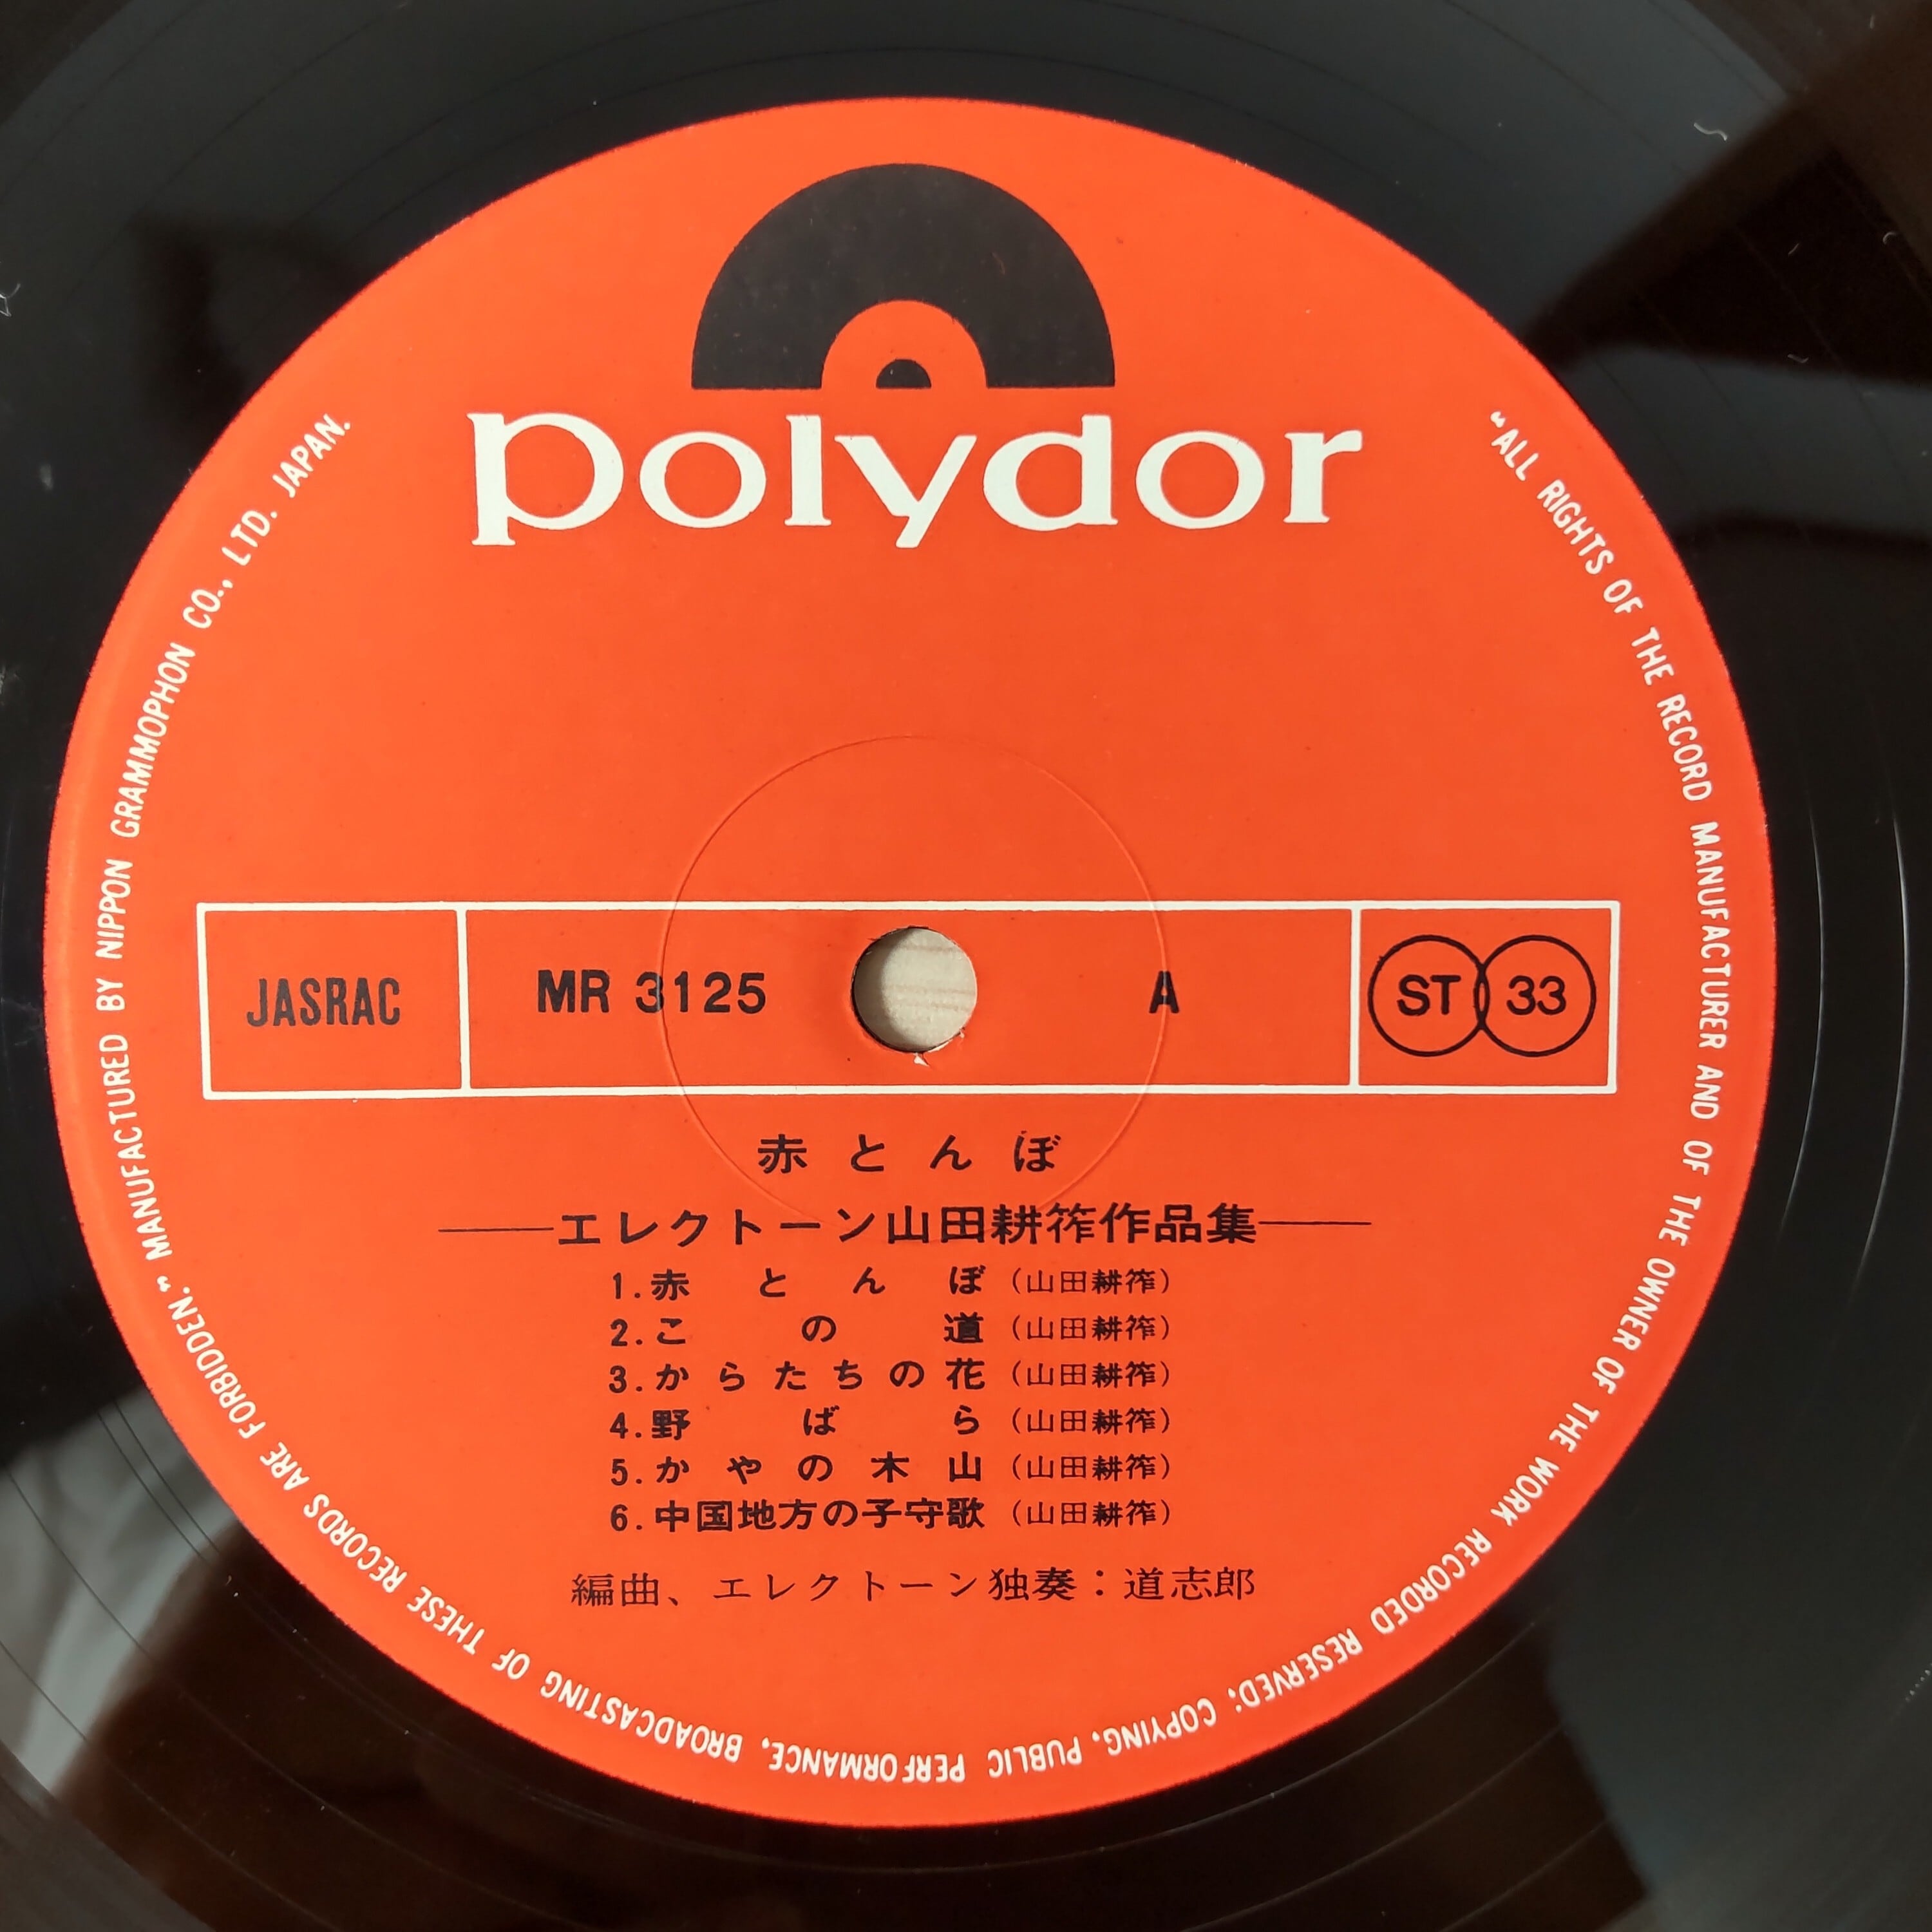 polydor
JASRAC
MR 3125
A
ST 33
赤とんぼ
エレクトーン山田耕筰作品集
1.赤とんぼ(山田耕筰)
2.この道(山田耕筰)
3.からたちの花(山田耕筰)
4.野ばら(山田耕筰)
5.かやの木山(山田耕筰)
6.中国地方の子守歌(山田耕筰)
編曲、エレクトーン独奏:道志郎
"ALL RIGHTS OF THE RECORD MANUFACTURER AND OF THE OWNER OF THE WORK RECORDED RESERVED; COPYING, PUBLIC PERFORMANCE, BROADCASTING OF THESE RECORDS ARE FORBIDDEN." MANUFACTURED BY NIPPON GRAMMOPHON CO., LTD. JAPAN.